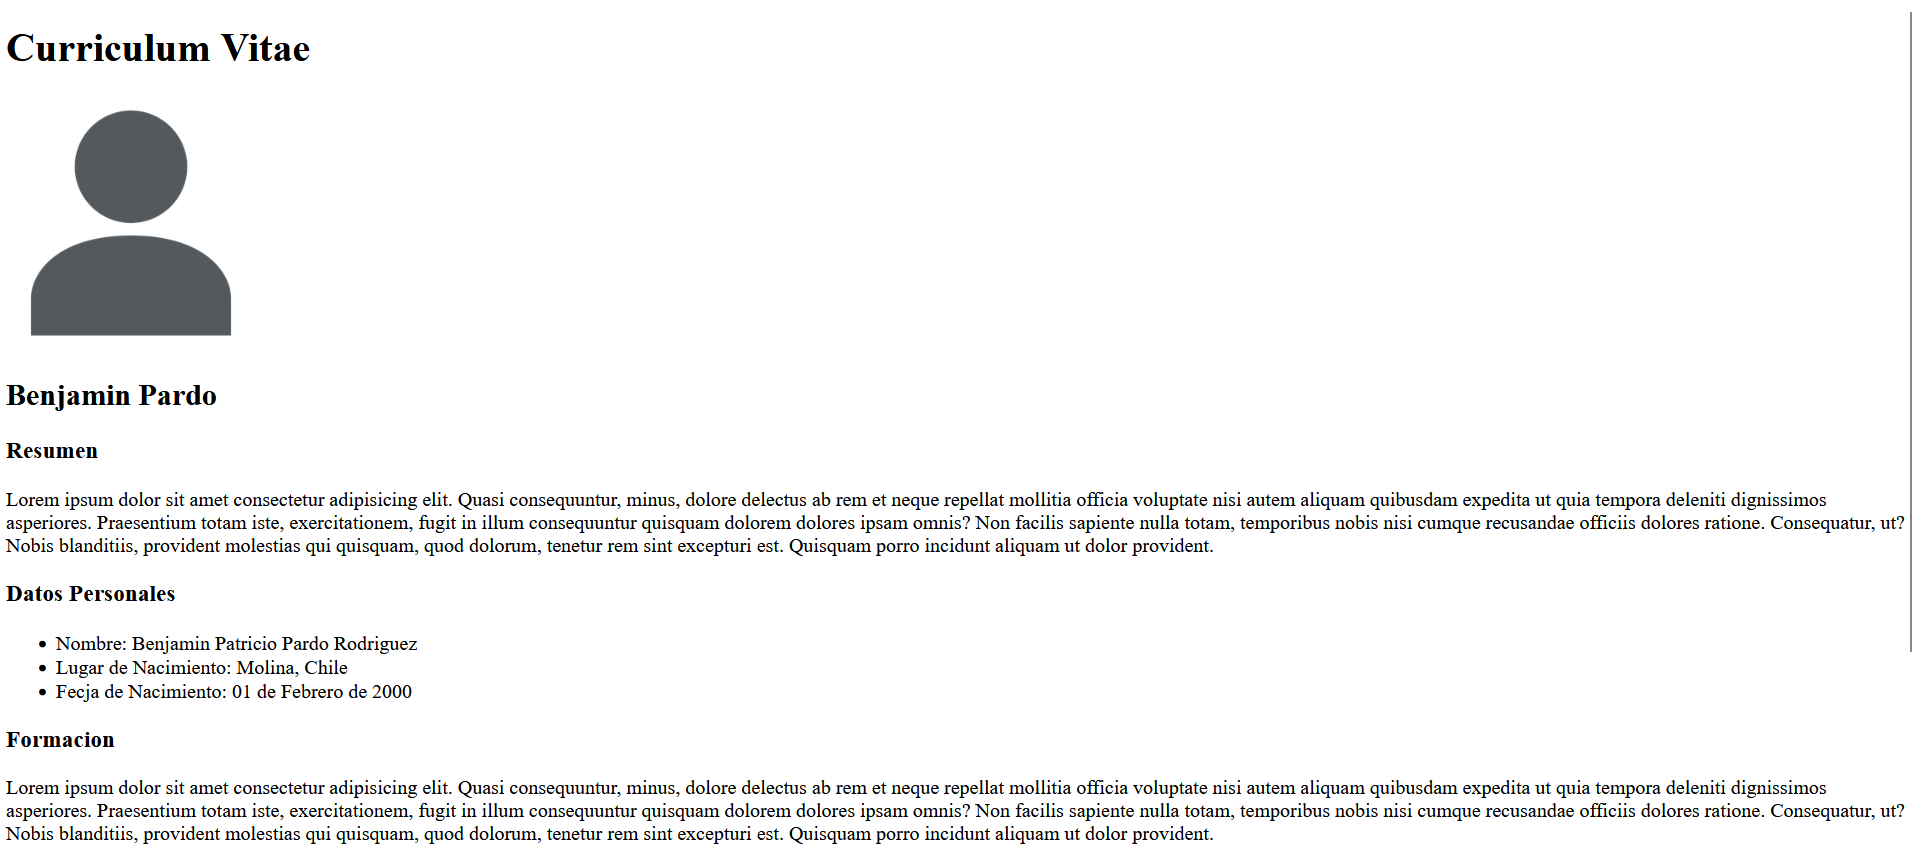 Curriculum Vitae
Benjamin Pardo
Resumen
Lorem ipsum dolor sit amet consectetur adipisicing elit. Quasi consequuntur, minus, dolore delectus ab rem et neque repellat mollitia officia voluptate nisi autem aliquam quibusdam expedita ut quia tempora deleniti dignissimos
asperiores. Praesentium totam iste, exercitationem, fugit in illum consequuntur quisquam dolorem dolores ipsam omnis? Non facilis sapiente nulla totam, temporibus nobis nisi cumque recusandae officiis dolores ratione. Consequatur, ut?
Nobis blanditiis, provident molestias qui quisquam, quod dolorum, tenetur rem sint excepturi est. Quisquam porro incidunt aliquam ut dolor provident.
Datos Personales
• Nombre: Benjamin Patricio Pardo Rodriguez
• Lugar de Nacimiento: Molina, Chile
• Fecja de Nacimiento: 01 de Febrero de 2000
Formacion
Lorem ipsum dolor sit amet consectetur adipisicing elit. Quasi consequuntur, minus, dolore delectus ab rem et neque repellat mollitia officia voluptate nisi autem aliquam quibusdam expedita ut quia tempora deleniti dignissimos
asperiores. Praesentium totam iste, exercitationem, fugit in illum consequuntur quisquam dolorem dolores ipsam omnis? Non facilis sapiente nulla totam, temporibus nobis nisi cumque recusandae officiis dolores ratione. Consequatur, ut?
Nobis blanditiis, provident molestias qui quisquam, quod dolorum, tenetur rem sint excepturi est. Quisquam porro incidunt aliquam ut dolor provident.